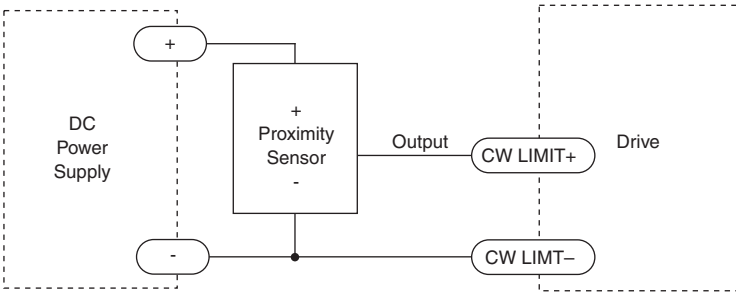 +
DC
Power
Supply
-
+
Proximity
Sensor
-
Output
CW LIMIT+
Drive
CW LIMT–